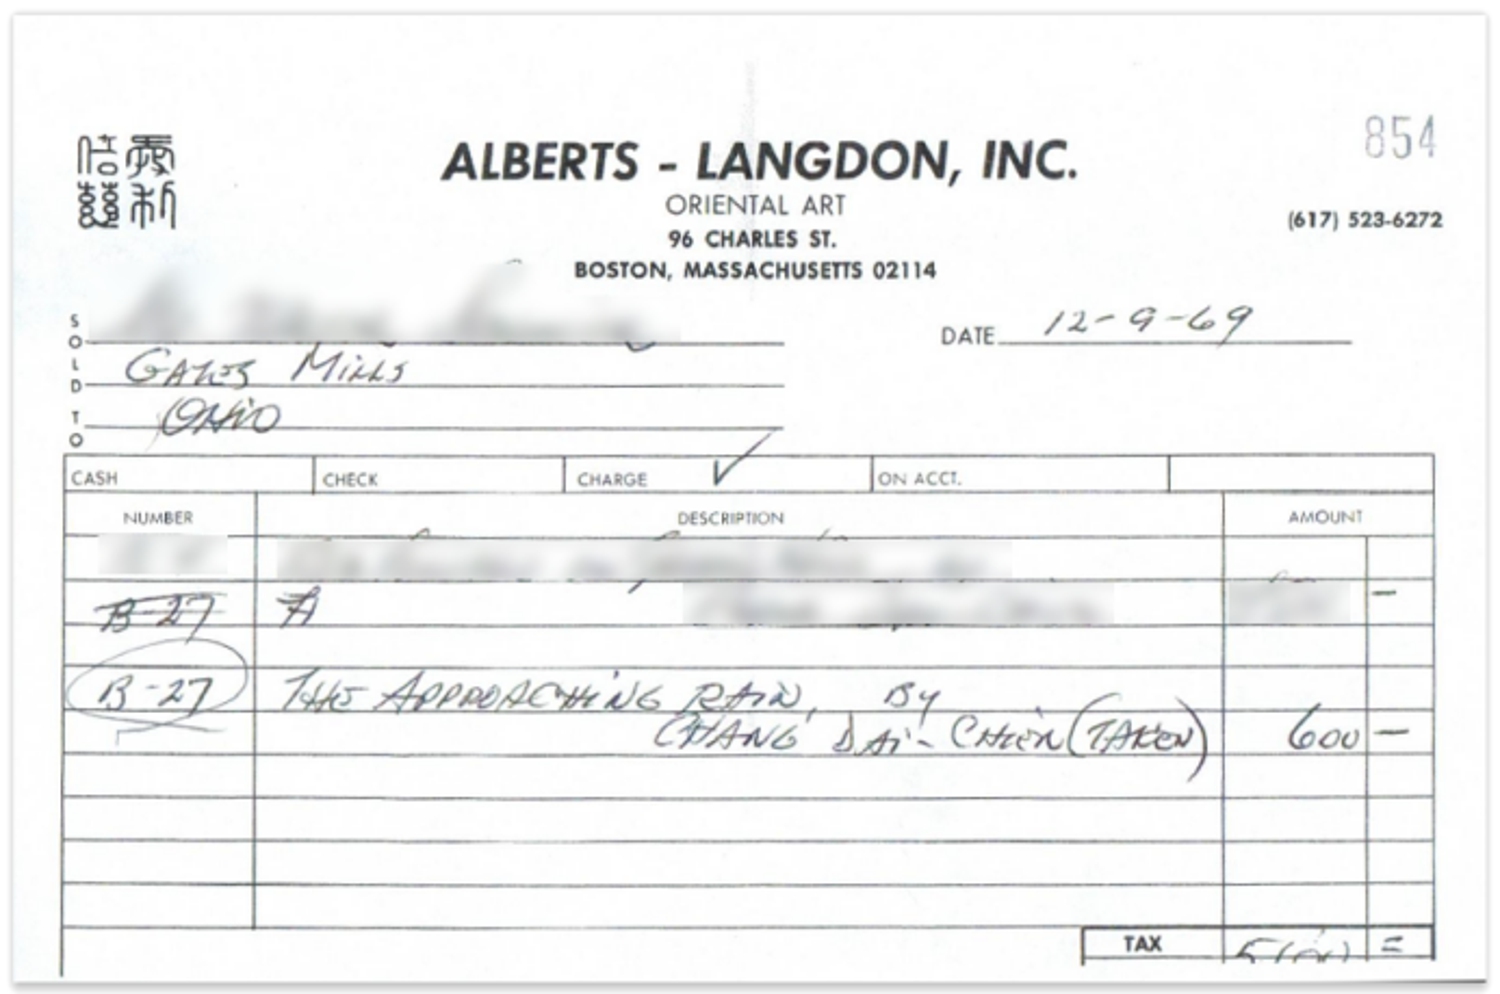 854
ALBERTS - LANGDON, INC.
ORIENTAL ART
96 CHARLES ST.
BOSTON, MASSACHUSETTS 02114
(617) 523-6272
SOLD TO
GATES MILLS
OHIO
DATE 12-9-69
CASH CHECK CHARGE ✓ ON ACCT.
NUMBER DESCRIPTION AMOUNT
B-27 A —
B-27 THE APPROACHING RAIN, BY
CHANG DAI-CHIEN (TAKEN) 600 —
TAX